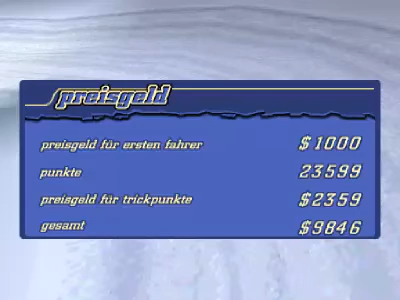 preisgeld
preisgeld für ersten fahrer $1000
punkte 23599
preisgeld für trickpunkte $2359
gesamt $9846